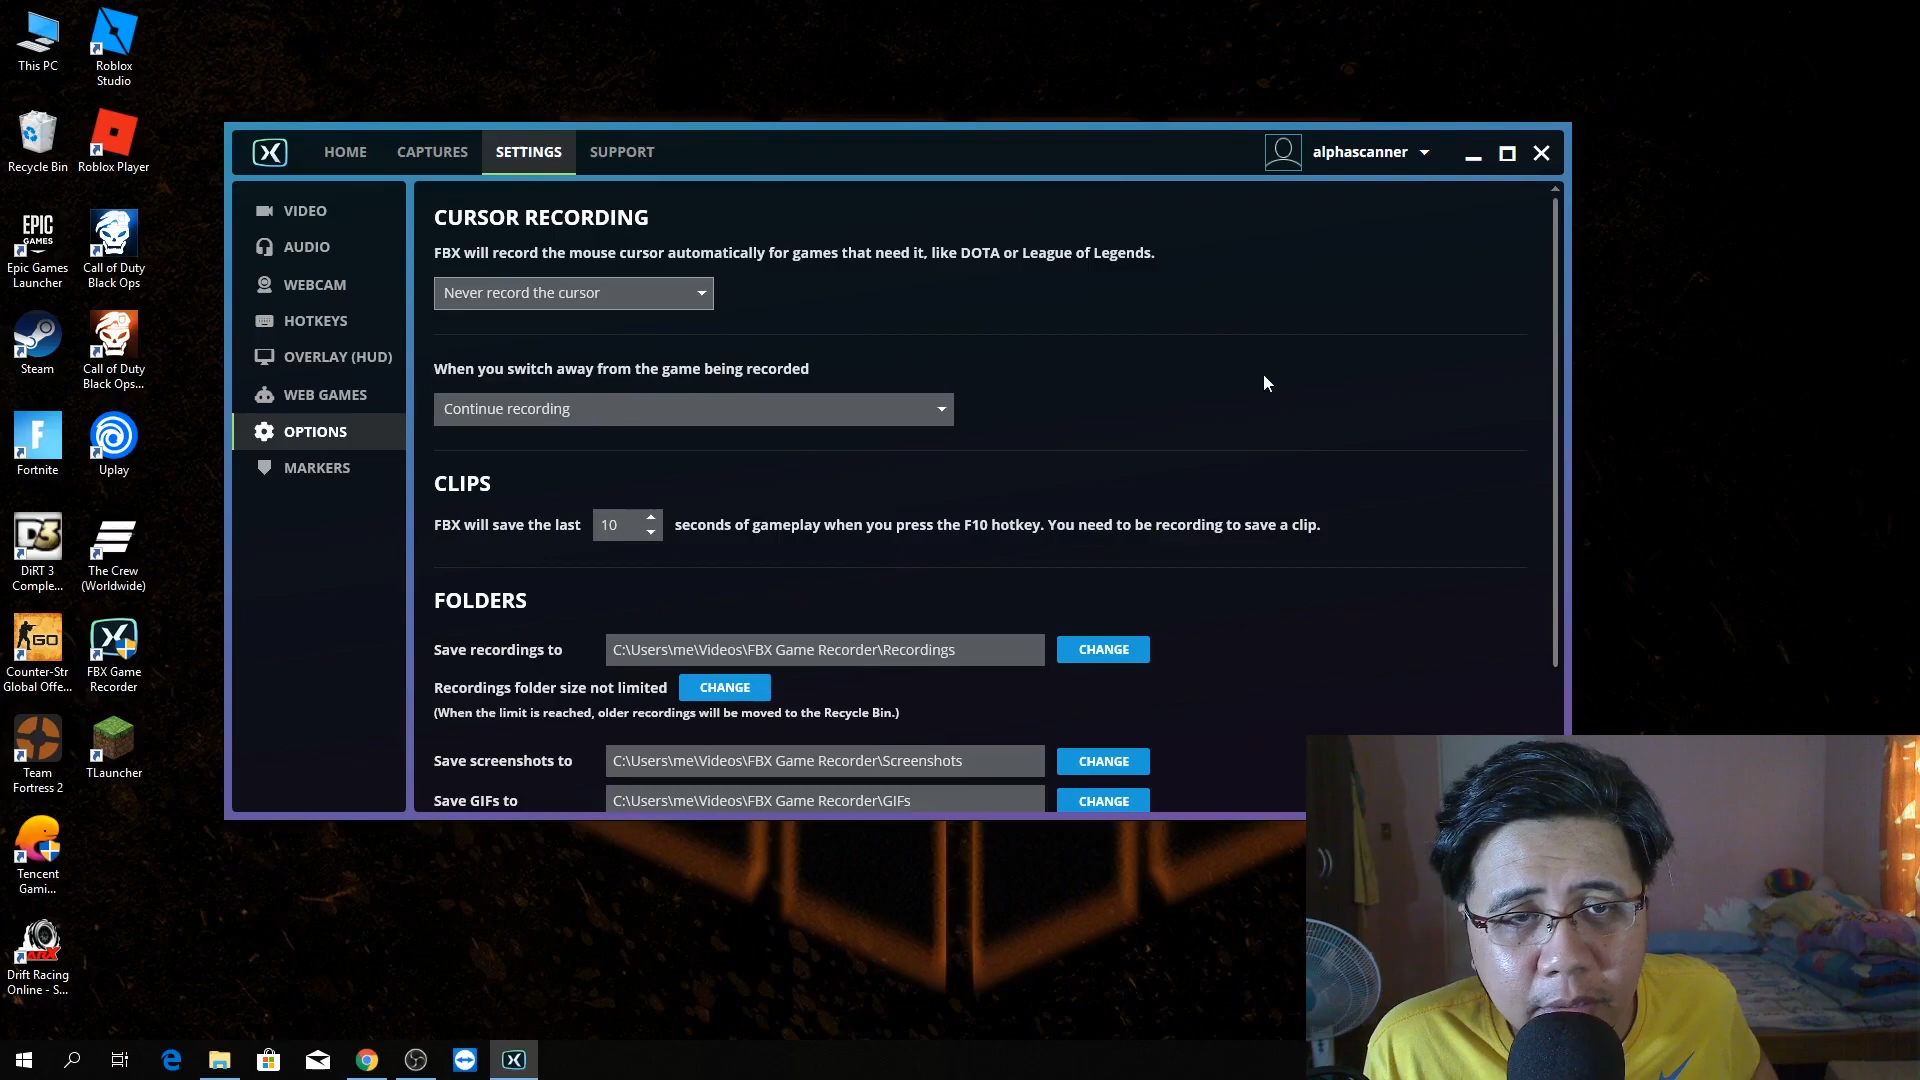 This PC
Roblox
Studio
Recycle Bin
Roblox Player
EPIC
GAMES
Epic Games
Launcher
Call of Duty
Black Ops
Steam
Call of Duty
Black Ops...
Fortnite
Uplay
DiRT 3
Comple...
The Crew
(Worldwide)
GO
Counter-Str
Global Offe...
FBX Game
Recorder
Team
Fortress 2
TLauncher
Tencent
Gami...
Drift Racing
Online - S...
HOME
CAPTURES
SETTINGS
SUPPORT
alphascanner
VIDEO
AUDIO
WEBCAM
HOTKEYS
OVERLAY (HUD)
WEB GAMES
OPTIONS
MARKERS
CURSOR RECORDING
FBX will record the mouse cursor automatically for games that need it, like DOTA or League of Legends.
Never record the cursor
When you switch away from the game being recorded
Continue recording
CLIPS
FBX will save the last 10 seconds of gameplay when you press the F10 hotkey. You need to be recording to save a clip.
FOLDERS
Save recordings to C:\Users\me\Videos\FBX Game Recorder\Recordings CHANGE
Recordings folder size not limited CHANGE
(When the limit is reached, older recordings will be moved to the Recycle Bin.)
Save screenshots to C:\Users\me\Videos\FBX Game Recorder\Screenshots CHANGE
Save GIFs to C:\Users\me\Videos\FBX Game Recorder\GIFs CHANGE